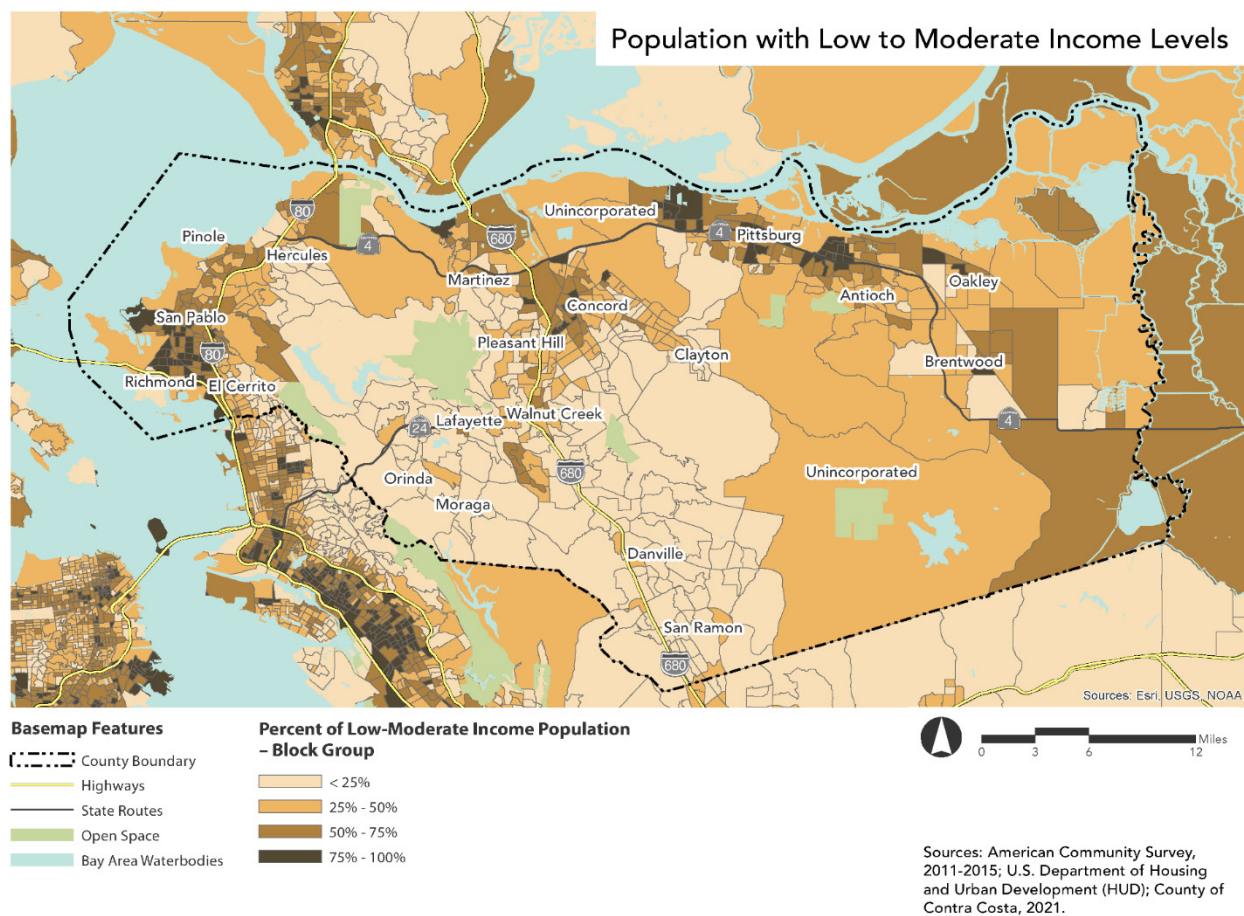 Population with Low to Moderate Income Levels
80
Unincorporated
Pinole
680
4
Pittsburg
4
Hercules
Martinez
Oakley
Antioch
Concord
San Pablo
Pleasant Hill
80
Clayton
Brentwood
Richmond
El Cerrito
Walnut Creek
24
Lafayette
4
680
Unincorporated
Orinda
Moraga
Danville
San Ramon
680
Sources: Esri, USGS, NOAA
Basemap Features
County Boundary
Highways
State Routes
Open Space
Bay Area Waterbodies
Percent of Low-Moderate Income Population
– Block Group
< 25%
25% - 50%
50% - 75%
75% - 100%
Miles
0 3 6 12
Sources: American Community Survey,
2011-2015; U.S. Department of Housing
and Urban Development (HUD); County of
Contra Costa, 2021.